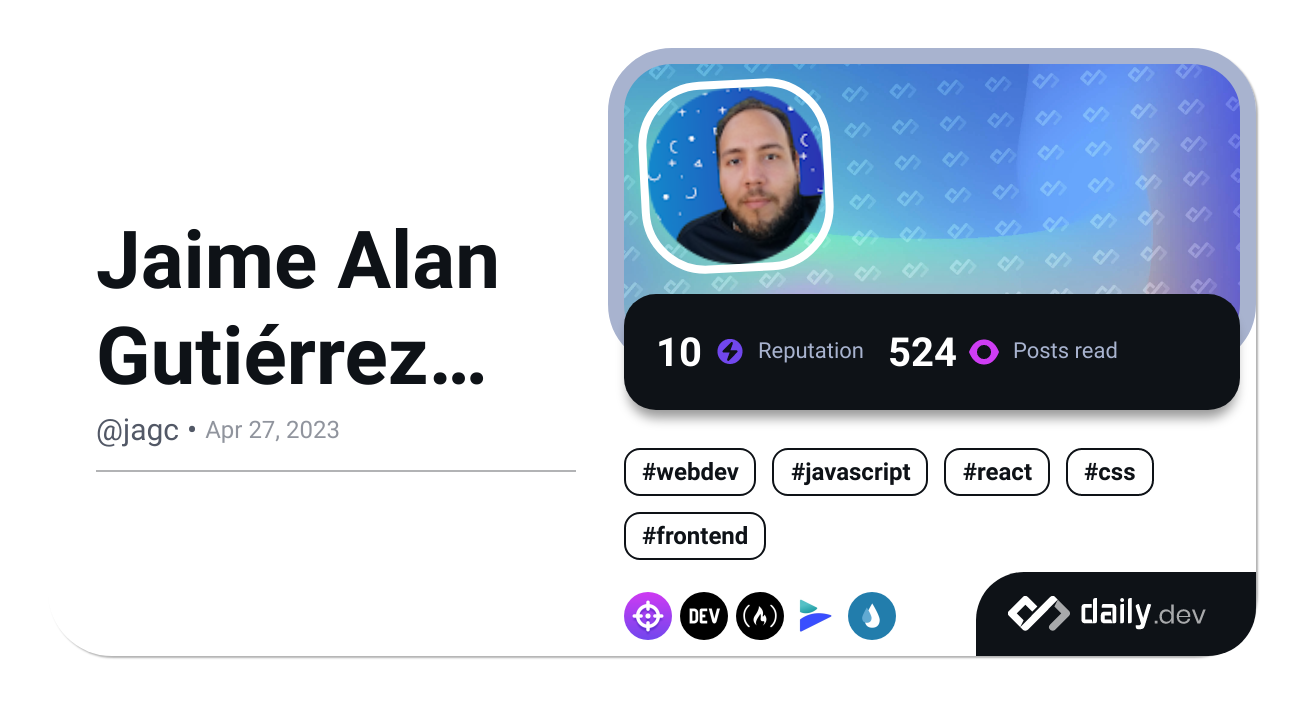 Jaime Alan
Gutiérrez...
@jagc • Apr 27, 2023
10 Reputation 524 Posts read
#webdev #javascript #react #css
#frontend
DEV
daily.dev